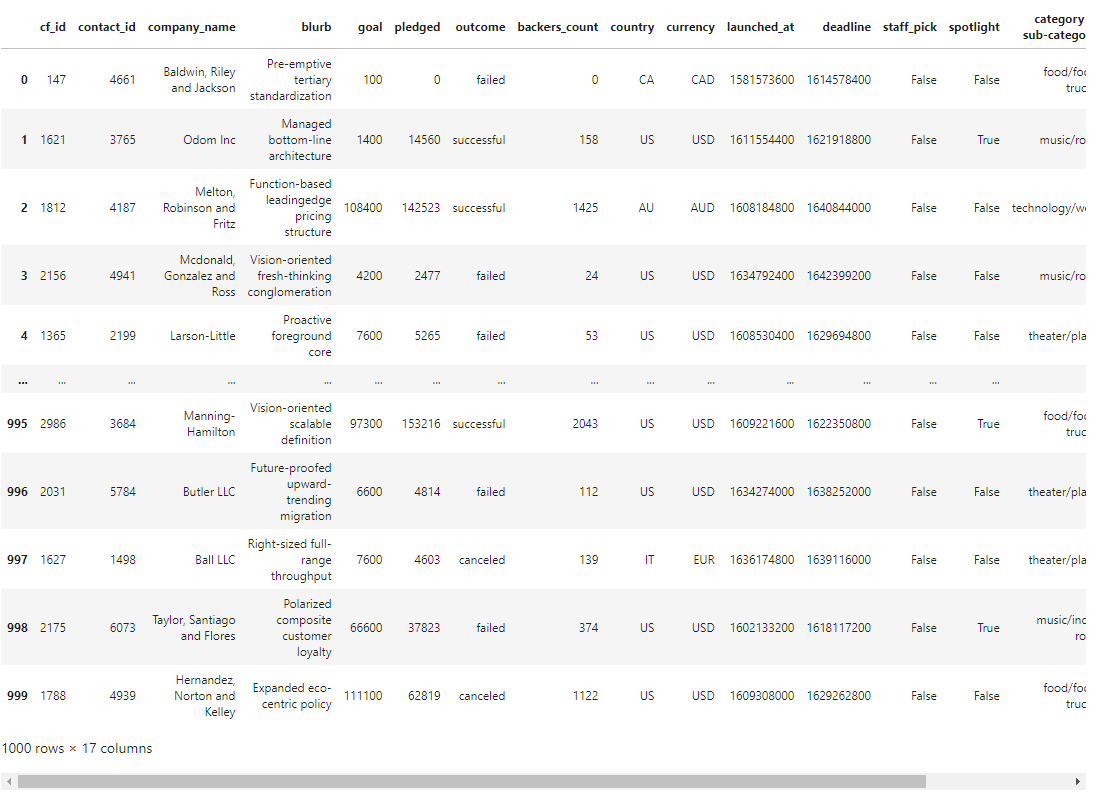 cf_id contact_id company_name blurb goal pledged outcome backers_count country currency launched_at deadline staff_pick spotlight category sub-catego
0 147 4661 Baldwin, Riley and Jackson Pre-emptive tertiary standardization 100 0 failed 0 CA CAD 1581573600 1614578400 False False food/foo truc
1 1621 3765 Odom Inc Managed bottom-line architecture 1400 14560 successful 158 US USD 1611554400 1621918800 False True music/ro
2 1812 4187 Melton, Robinson and Fritz Function-based leadingedge pricing structure 108400 142523 successful 1425 AU AUD 1608184800 1640844000 False False technology/we
3 2156 4941 Mcdonald, Gonzalez and Ross Vision-oriented fresh-thinking conglomeration 4200 2477 failed 24 US USD 1634792400 1642399200 False False music/ro
4 1365 2199 Larson-Little Proactive foreground core 7600 5265 failed 53 US USD 1608530400 1629694800 False False theater/pla
... ... ... ... ... ... ... ... ... ... ... ... ... ... ...
995 2986 3684 Manning-Hamilton Vision-oriented scalable definition 97300 153216 successful 2043 US USD 1609221600 1622350800 False True food/foo truc
996 2031 5784 Butler LLC Future-proofed upward-trending migration 6600 4814 failed 112 US USD 1634274000 1638252000 False False theater/pla
997 1627 1498 Ball LLC Right-sized full-range throughput 7600 4603 canceled 139 IT EUR 1636174800 1639116000 False False theater/pla
998 2175 6073 Taylor, Santiago and Flores Polarized composite customer loyalty 66600 37823 failed 374 US USD 1602133200 1618117200 False True music/ind ro
999 1788 4939 Hernandez, Norton and Kelley Expanded eco-centric policy 111100 62819 canceled 1122 US USD 1609308000 1629262800 False False food/foo truc
1000 rows × 17 columns